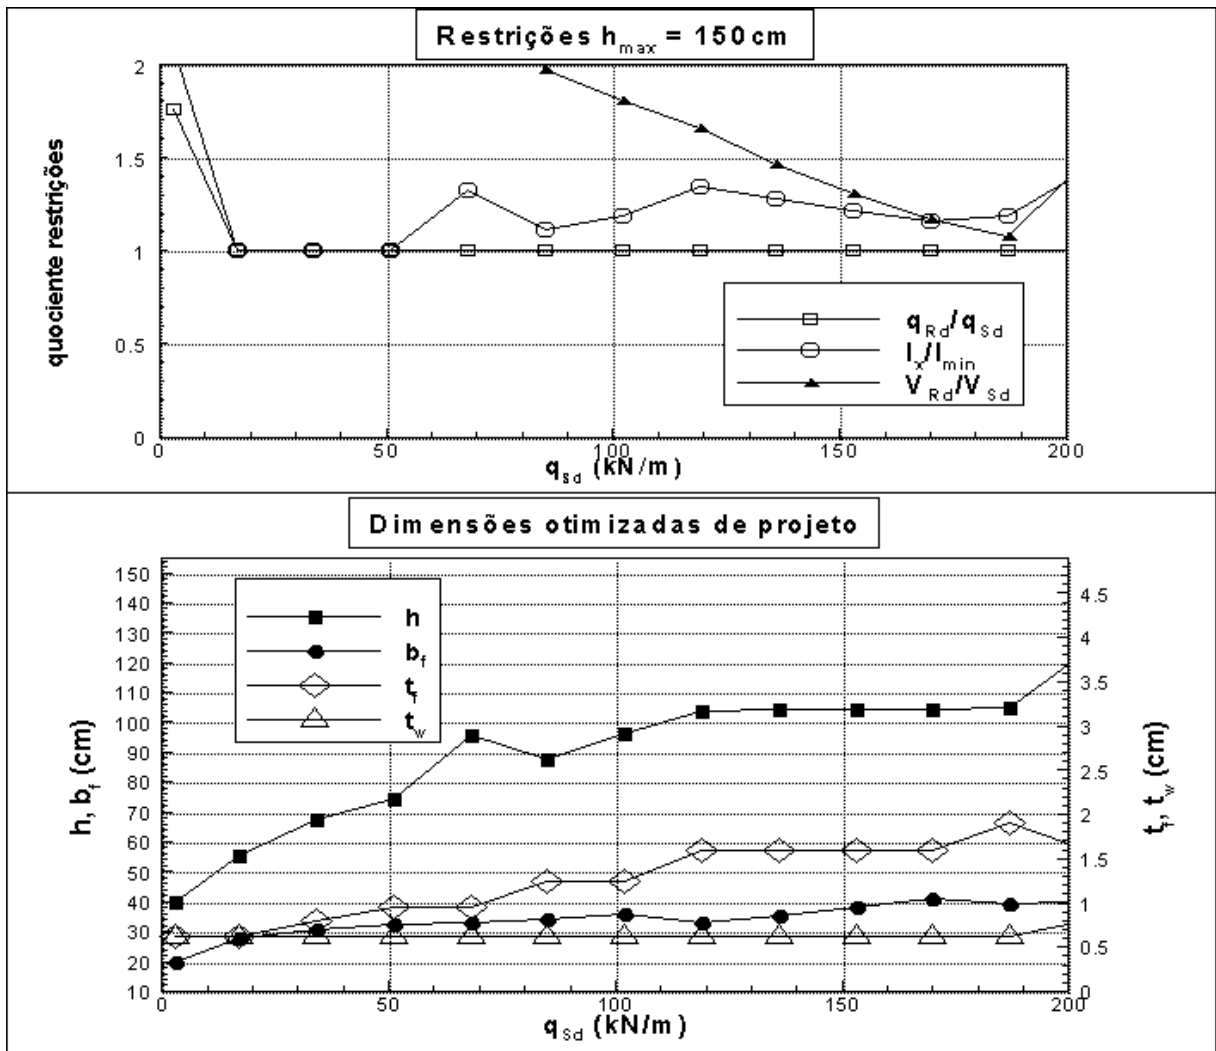 Restrições h_max = 150cm
quociente restrições
2
1.5
1
0.5
0
0 50 100 150 200
q_sd (kN/m)
q_Rd/q_Sd
I_x/I_min
V_Rd/V_Sd
Dimensões otimizadas de projeto
h, b_f (cm)
150
140
130
120
110
100
90
80
70
60
50
40
30
20
10
h
b_f
t_f
t_w
4.5
4
3.5
3
2.5
2
1.5
1
0.5
0
t_f, t_w (cm)
0 50 100 150 200
q_Sd (kN/m)